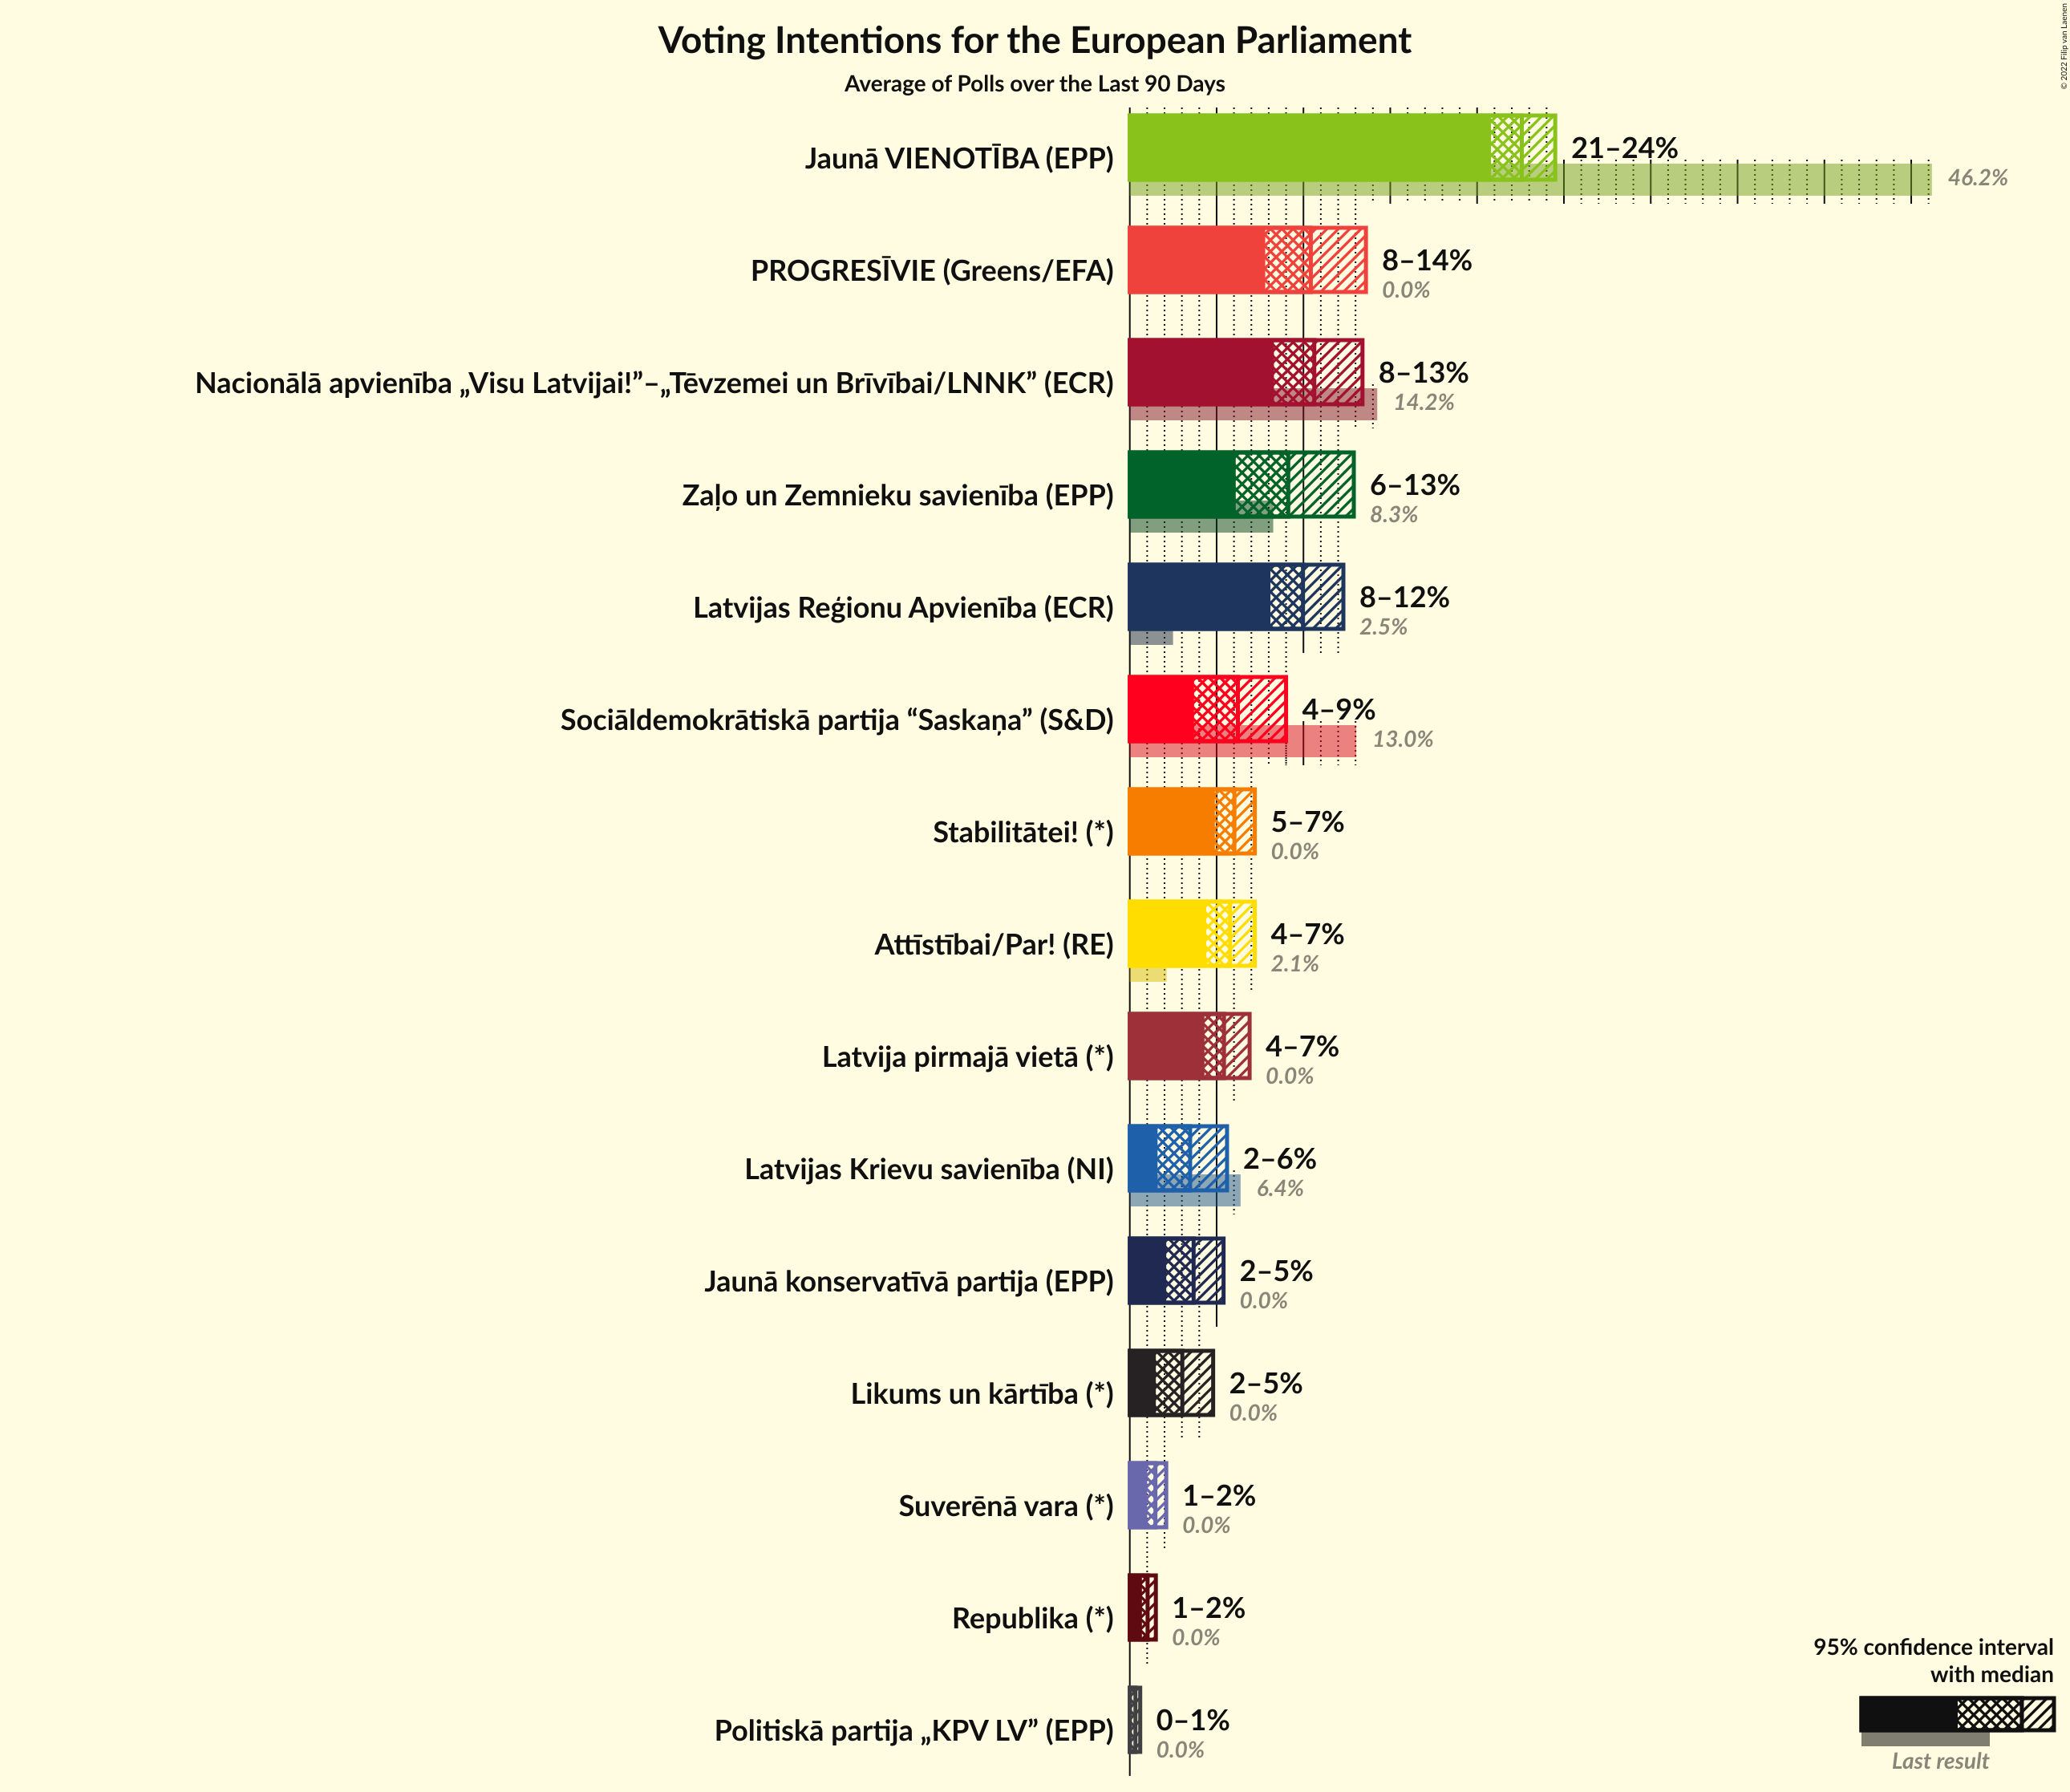 Voting Intentions for the European Parliament
Average of Polls over the Last 90 Days
© 2022 Filip van Laenen
Jaunā VIENOTĪBA (EPP)
21–24%
46.2%
PROGRESĪVIE (Greens/EFA)
8–14%
0.0%
Nacionālā apvienība „Visu Latvijai!”–„Tēvzemei un Brīvībai/LNNK” (ECR)
8–13%
14.2%
Zaļo un Zemnieku savienība (EPP)
6–13%
8.3%
Latvijas Reģionu Apvienība (ECR)
8–12%
2.5%
Sociāldemokrātiskā partija “Saskaņa” (S&D)
4–9%
13.0%
Stabilitātei! (*)
5–7%
0.0%
Attīstībai/Par! (RE)
4–7%
2.1%
Latvija pirmajā vietā (*)
4–7%
0.0%
Latvijas Krievu savienība (NI)
2–6%
6.4%
Jaunā konservatīvā partija (EPP)
2–5%
0.0%
Likums un kārtība (*)
2–5%
0.0%
Suverēnā vara (*)
1–2%
0.0%
Republika (*)
1–2%
0.0%
Politiskā partija „KPV LV” (EPP)
0–1%
0.0%
95% confidence interval
with median
Last result